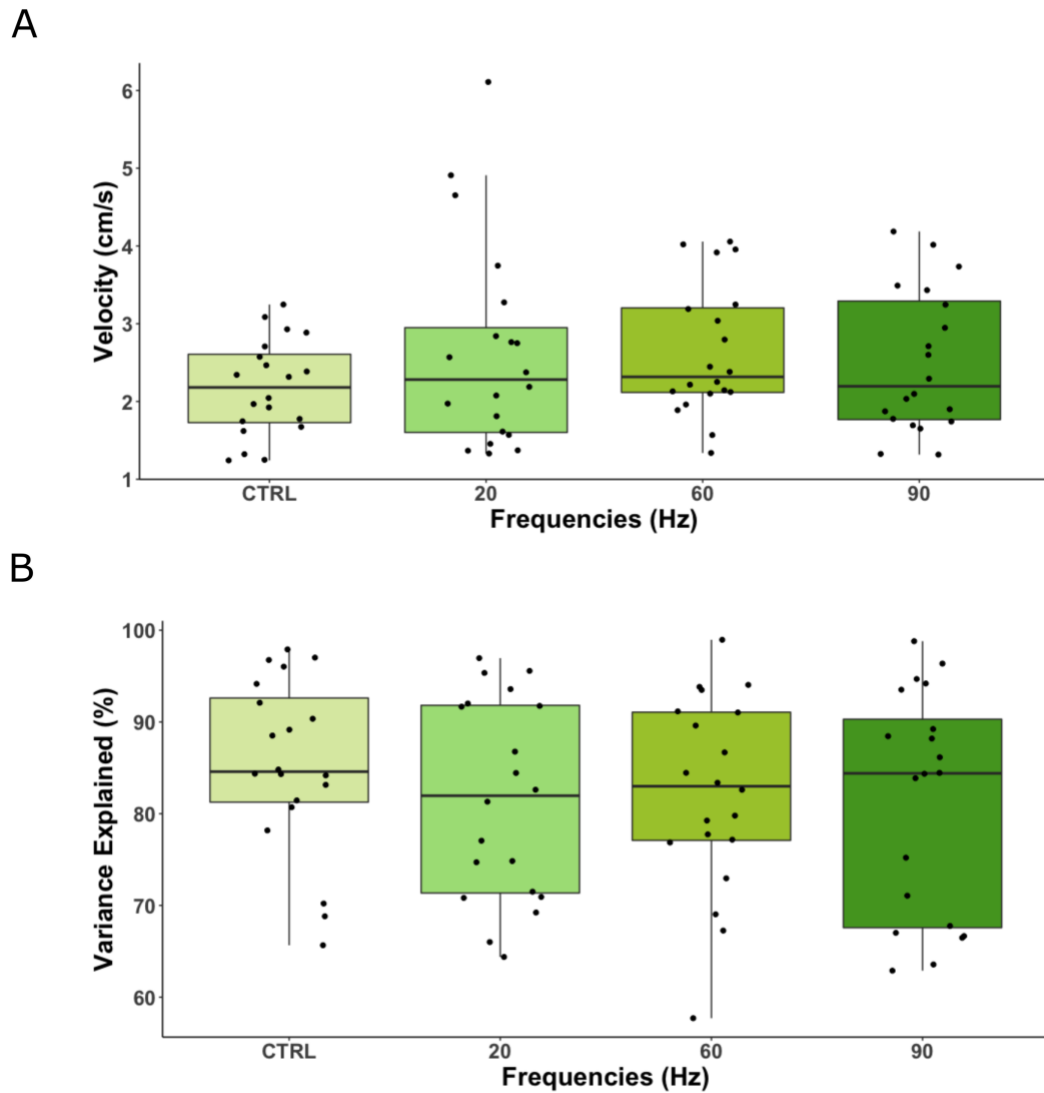 A
Velocity (cm/s)
6
5
4
3
2
1
CTRL 20 60 90
Frequencies (Hz)
B
Variance Explained (%)
100
90
80
70
60
CTRL 20 60 90
Frequencies (Hz)